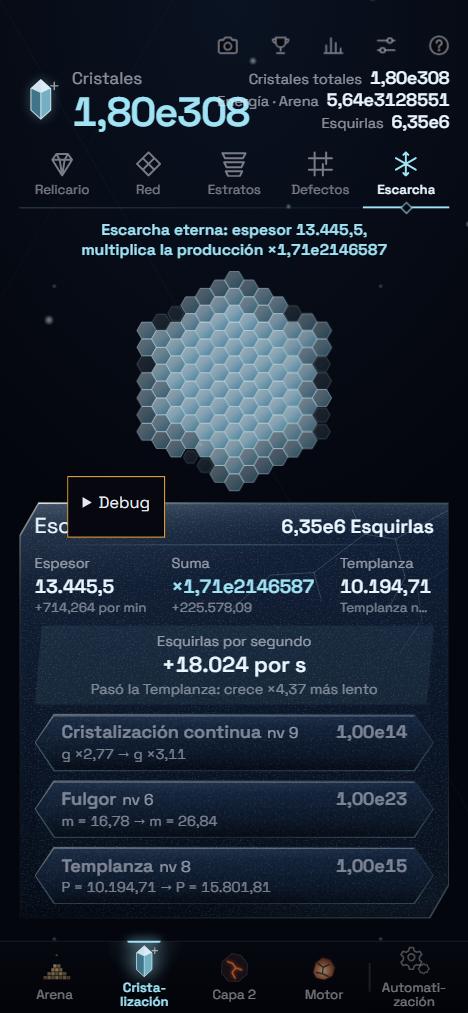 Cristales
1,80e308
Cristales totales 1,80e308
Energía · Arena 5,64e3128551
Esquirlas 6,35e6
Relicario
Red
Estratos
Defectos
Escarcha
Escarcha eterna: espesor 13.445,5,
multiplica la producción ×1,71e2146587
Debug
6,35e6 Esquirlas
Espesor
13.445,5
+714,264 por min
Suma
×1,71e2146587
+225.578,09
Templanza
10.194,71
Templanza n...
Esquirlas por segundo
+18.024 por s
Pasó la Templanza: crece ×4,37 más lento
Cristalización continua nv 9 1,00e14
g ×2,77 → g ×3,11
Fulgor nv 6 1,00e23
m = 16,78 → m = 26,84
Templanza nv 8 1,00e15
P = 10.194,71 → P = 15.801,81
Arena
Crista-
lización
Capa 2
Motor
Automati-
zación